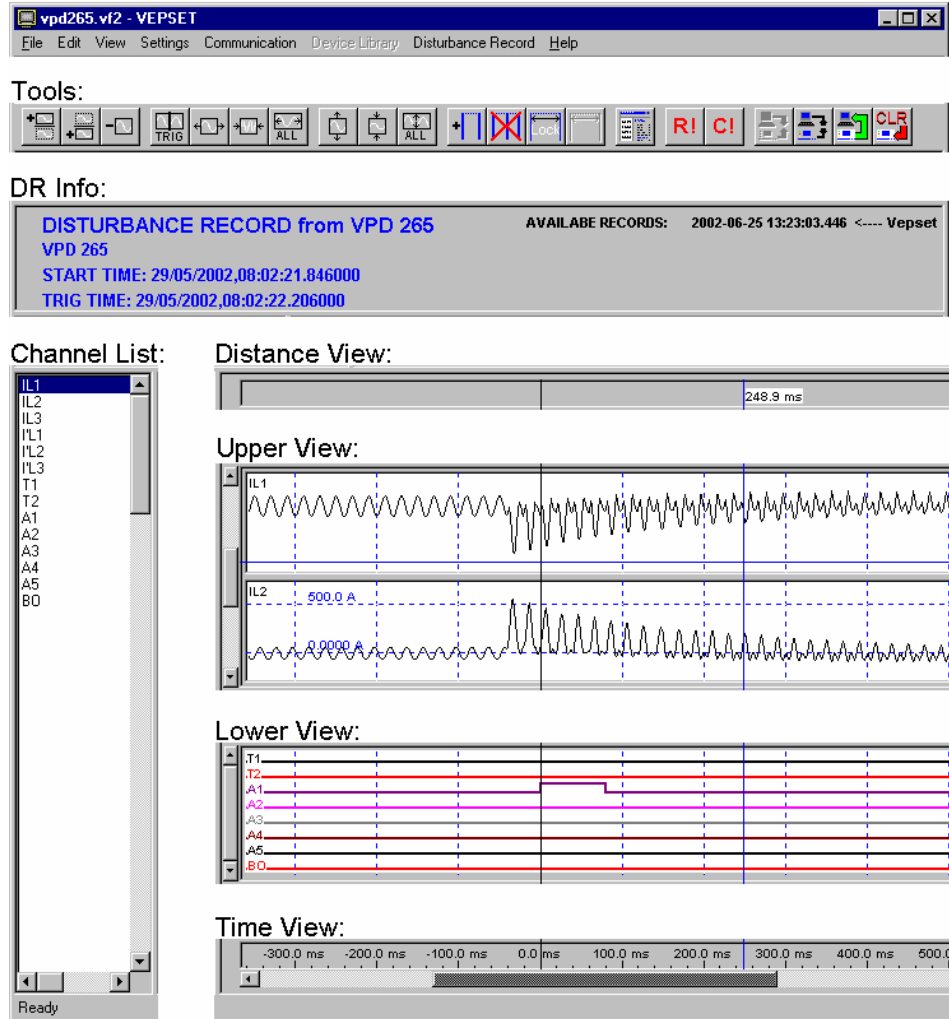 vpd265.vf2 - VEPSET
File Edit View Settings Communication Device Library Disturbance Record Help
Tools:
TRIG ALL ALL Lock R! C! CLR
DR Info:
DISTURBANCE RECORD from VPD 265 AVAILABE RECORDS: 2002-06-25 13:23:03.446 <---- Vepset
VPD 265
START TIME: 29/05/2002,08:02:21.846000
TRIG TIME: 29/05/2002,08:02:22.206000
Channel List: Distance View:
IL1
IL2
IL3
I'L1
I'L2
I'L3
T1
T2
A1
A2
A3
A4
A5
BO
248.9 ms
Upper View:
IL1
IL2
500.0 A
0.0000 A
Lower View:
T1
T2
A1
A2
A3
A4
A5
BO
Time View:
-300.0 ms -200.0 ms -100.0 ms 0.0 ms 100.0 ms 200.0 ms 300.0 ms 400.0 ms 500.0
Ready